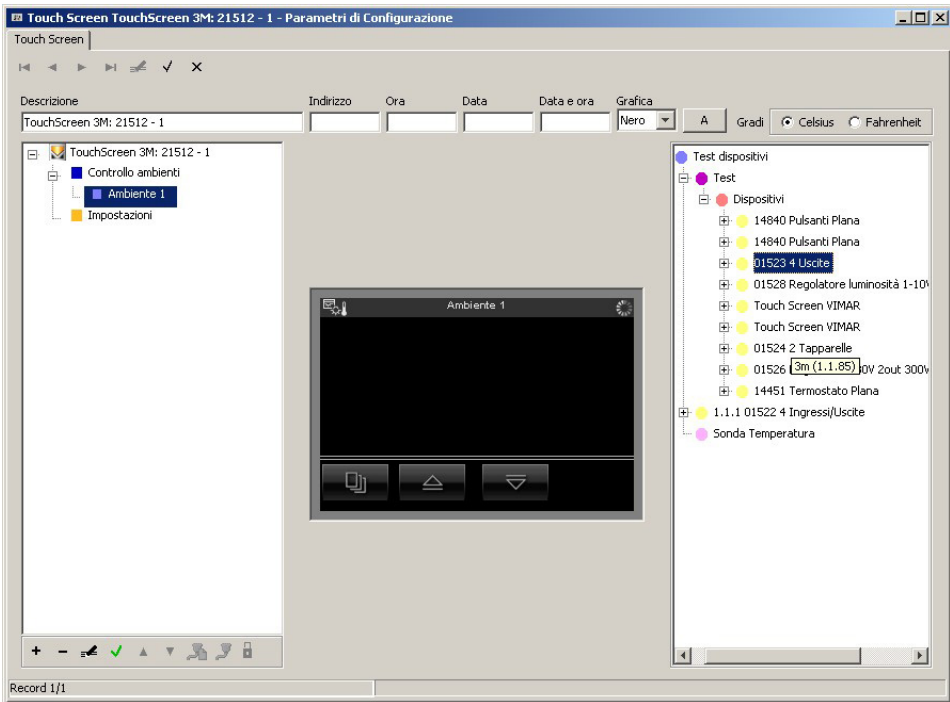 Touch Screen TouchScreen 3M: 21512 - 1 - Parametri di Configurazione
Touch Screen
Descrizione Indirizzo Ora Data Data e ora Grafica
TouchScreen 3M: 21512 - 1 Nero A Gradi Celsius Fahrenheit
TouchScreen 3M: 21512 - 1
Controllo ambienti
Ambiente 1
Impostazioni
Ambiente 1
Test dispositivi
Test
Dispositivi
14840 Pulsanti Plana
14840 Pulsanti Plana
01523 4 Uscite
01528 Regolatore luminosità 1-10V
Touch Screen VIMAR
Touch Screen VIMAR
01524 2 Tapparelle
01526 3m (1.1.85) 0V 2out 300V
14451 Termostato Plana
1.1.1 01522 4 Ingressi/Uscite
Sonda Temperatura
Record 1/1